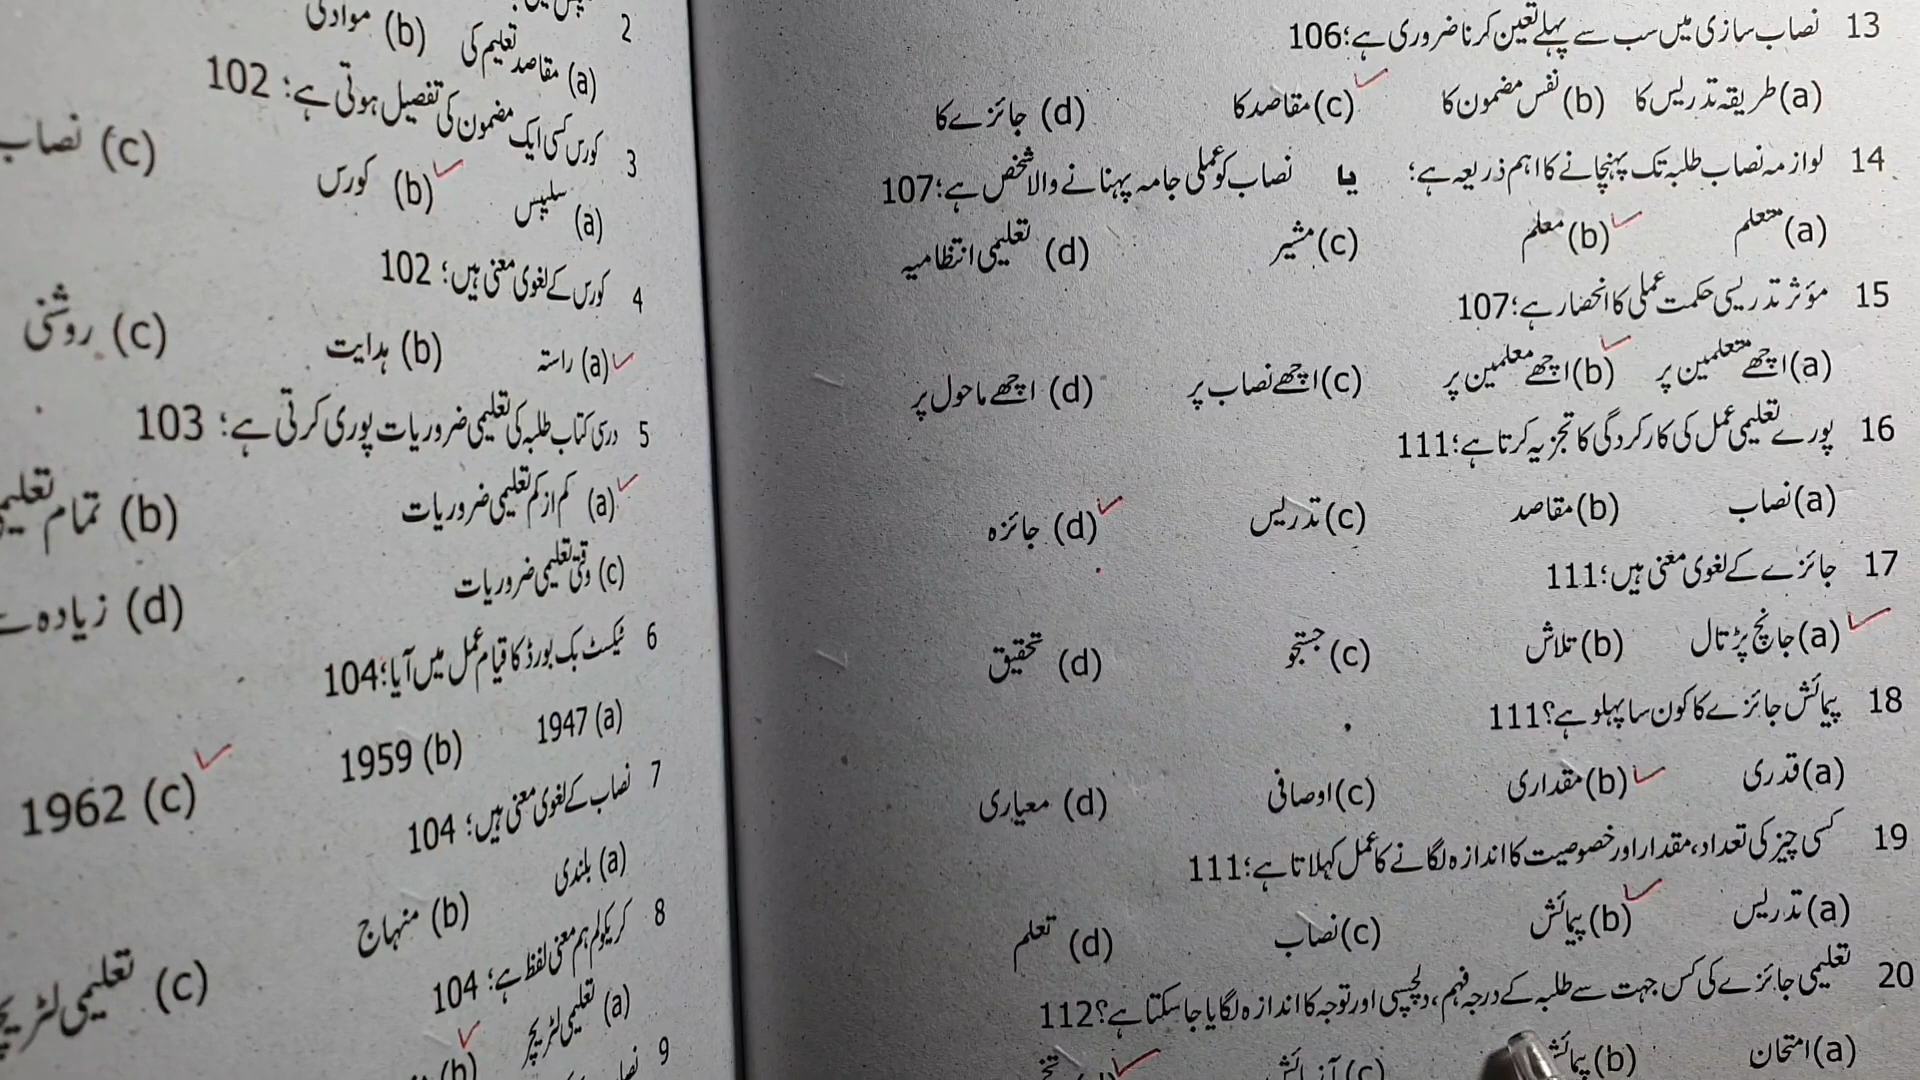 13 نصاب سازی میں سب سے پہلے تعین کرنا ضروری ہے؛106
(a) طریقہ تدریس کا (b) نفس مضمون کا (c) مقاصد کا (d) جائزے کا
14 لوازمہ نصاب طلبہ تک پہنچانے کا اہم ذریعہ ہے؛ یا نصاب کو عملی جامہ پہنانے والا شخص ہے؛107
(a) متعلم (b) معلم (c) مشیر (d) تعلیمی انتظامیہ
15 مؤثر تدریسی حکمت عملی کا انحصار ہے؛107
(a) اچھے متعلمین پر (b) اچھے معلمین پر (c) اچھے نصاب پر (d) اچھے ماحول پر
16 پورے تعلیمی عمل کی کارکردگی کا تجزیہ کرتا ہے؛111
(a) نصاب (b) مقاصد (c) تدریس (d) جائزہ
17 جائزے کے لغوی معنی ہیں؛111
(a) جانچ پڑتال (b) تلاش (c) جستجو (d) تحقیق
18 پیمائش جائزے کا کون سا پہلو ہے؟111
(a) قدری (b) مقداری (c) اوصافی (d) معیاری
19 کسی چیز کی تعداد، مقدار اور خصوصیت کا اندازہ لگانے کا عمل کہلاتا ہے؛111
(a) تدریس (b) پیمائش (c) نصاب (d) تعلم
20 تعلیمی جائزے کی کس جہت سے طلبہ کے درجہ فہم، دلچسپی اور توجہ کا اندازہ لگایا جا سکتا ہے؟112
(a) امتحان (b) پیمائش (c) آزمائش
2
(a) مقاصد تعلیم کی (b) مواد کی
3 کورس کسی ایک مضمون کی تفصیل ہوتی ہے؛ 102
(a) سلیبس (b) کورس (c) نصاب
4 کورس کے لغوی معنی ہیں؛ 102
(a) راستہ (b) ہدایت (c) روشنی
5 درسی کتاب طلبہ کی تعلیمی ضروریات پوری کرتی ہے؛ 103
(a) کم از کم تعلیمی ضروریات (b) تمام تعلیمی
(c) وقتی تعلیمی ضروریات (d) زیادہ سے
6 ٹیکسٹ بک بورڈ کا قیام عمل میں آیا؛104
1947 (a) 1959 (b) 1962 (c)
7 نصاب کے لغوی معنی ہیں؛ 104
(a) بلندی (b) منہاج (c) تعلیمی لٹریچر
8 کریکولم ہم معنی لفظ ہے؛ 104
(a) تعلیمی لٹریچر (b)
9